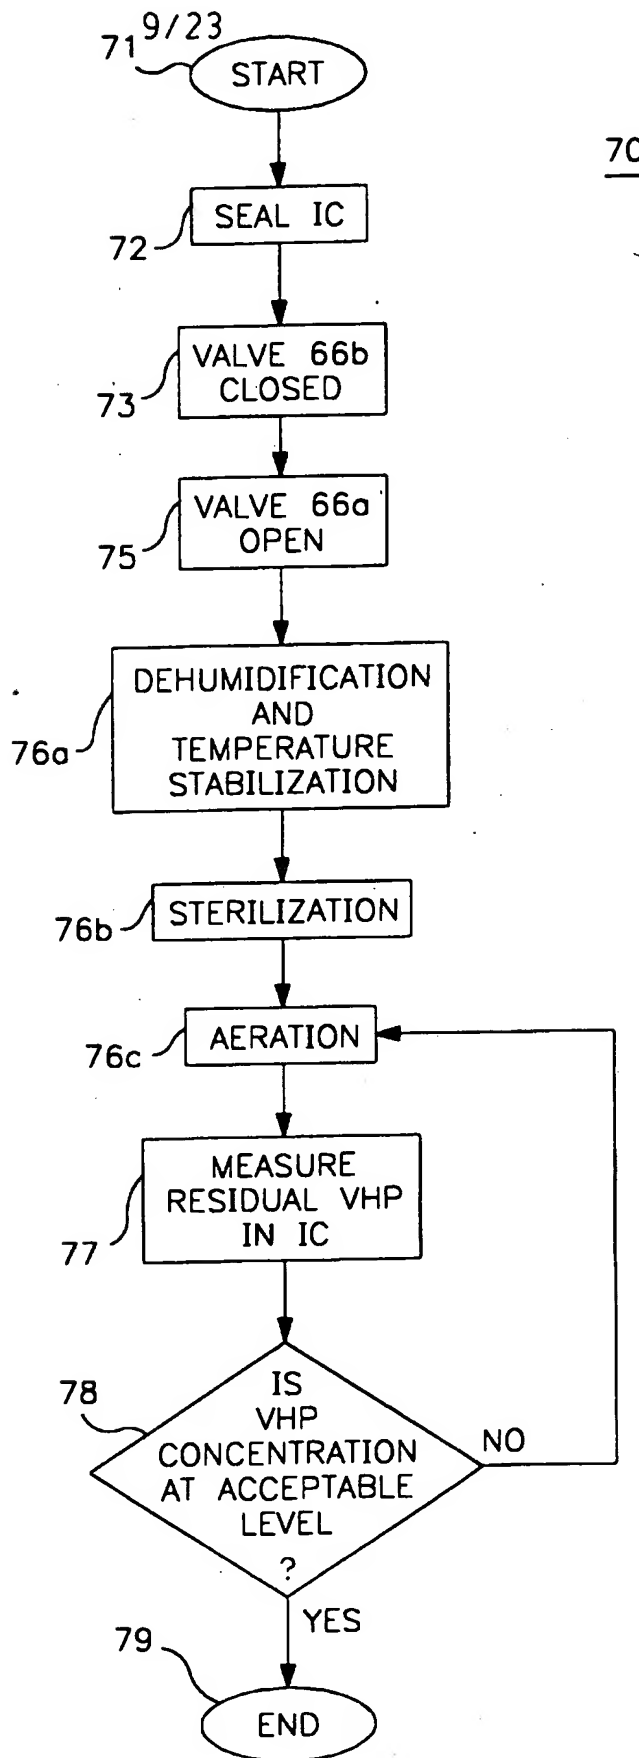 9/23
71
START
70
72
SEAL IC
73
VALVE 66b
CLOSED
75
VALVE 66a
OPEN
76a
DEHUMIDIFICATION
AND
TEMPERATURE
STABILIZATION
76b
STERILIZATION
76c
AERATION
77
MEASURE
RESIDUAL VHP
IN IC
78
IS
VHP
CONCENTRATION
AT ACCEPTABLE
LEVEL
?
NO
YES
79
END